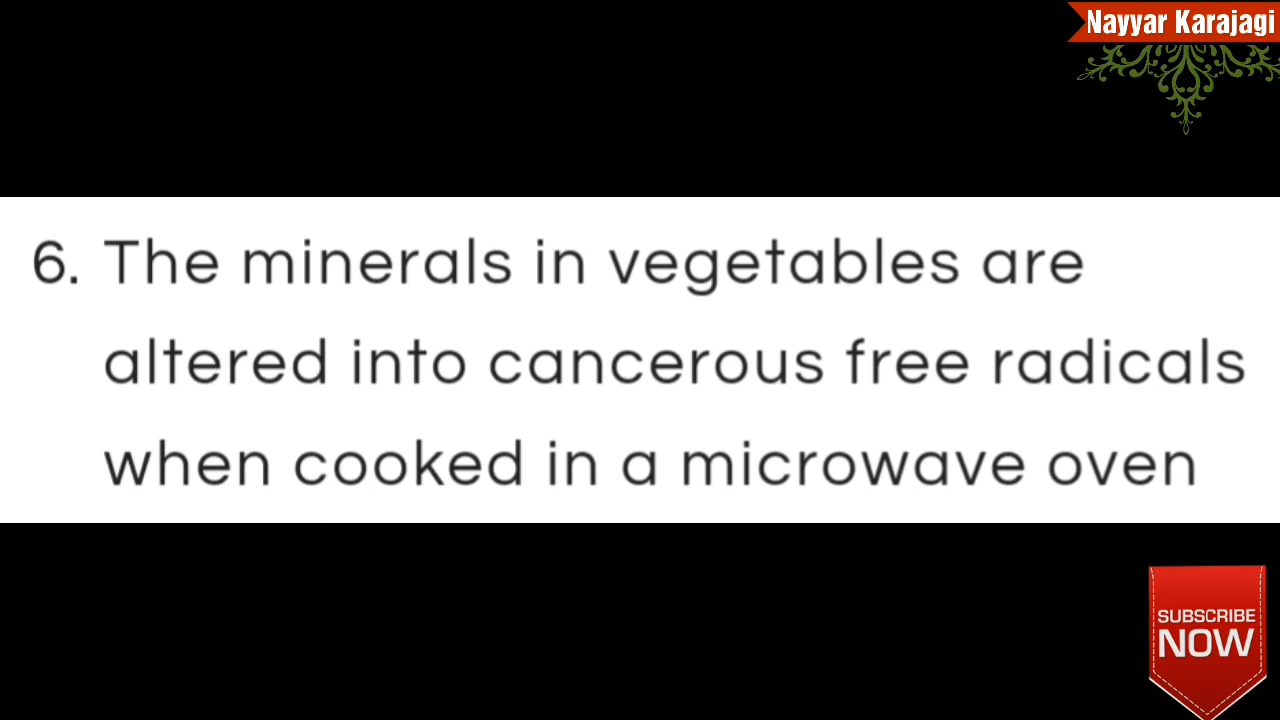 Nayyar Karajagi
6. The minerals in vegetables are
altered into cancerous free radicals
when cooked in a microwave oven
SUBSCRIBE
NOW